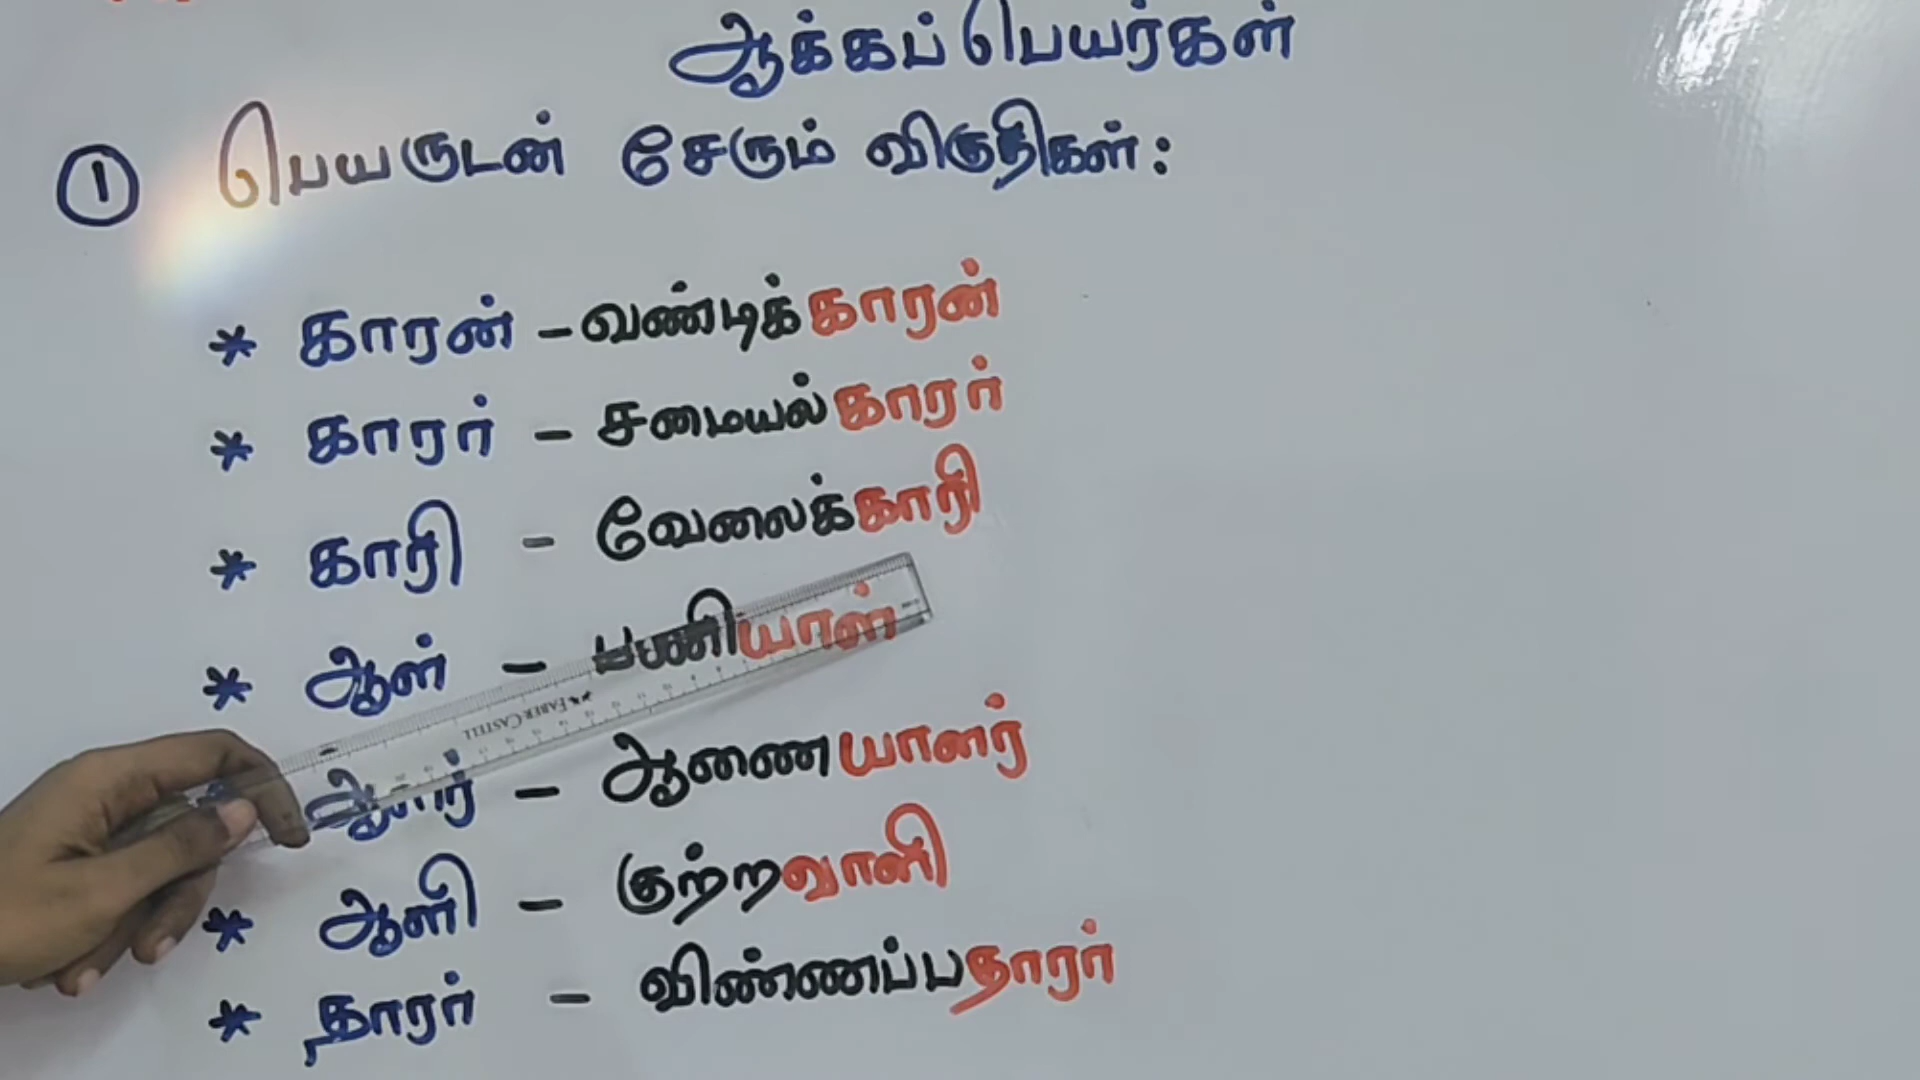 ஆக்கப் பெயர்கள்
1 பெயருடன் சேரும் விகுதிகள் :
* காரன் - வண்டிக்காரன்
* காரர் - சமையல்காரர்
* காரி - வேலைக்காரி
* ஆள் - பணியாள்
ஆளர் - ஆணையாளர்
* ஆளி - குற்றவாளி
* தாரர் - விண்ணப்பதாரர்
FABER CASTELL